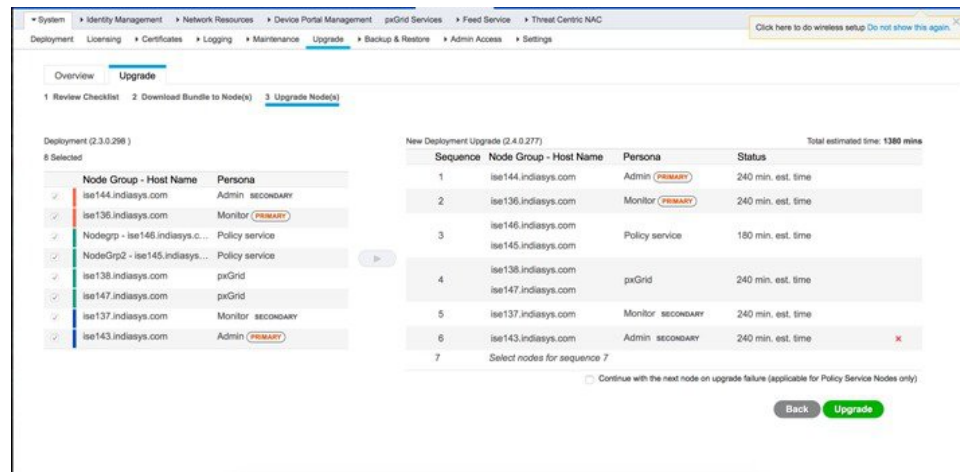 System Identity Management Network Resources Device Portal Management pxGrid Services Feed Service Threat Centric NAC
Click here to do wireless setup Do not show this again.
Deployment Licensing Certificates Logging Maintenance Upgrade Backup & Restore Admin Access Settings
Overview Upgrade
1 Review Checklist 2 Download Bundle to Node(s) 3 Upgrade Node(s)
Deployment (2.3.0.298 )
8 Selected
Node Group - Host Name Persona
ise144.indiasys.com Admin SECONDARY
ise136.indiasys.com Monitor PRIMARY
Nodegrp - ise146.indiasys.c... Policy service
NodeGrp2 - ise145.indiasys... Policy service
ise138.indiasys.com pxGrid
ise147.indiasys.com pxGrid
ise137.indiasys.com Monitor SECONDARY
ise143.indiasys.com Admin PRIMARY
New Deployment Upgrade (2.4.0.277) Total estimated time: 1380 mins
Sequence Node Group - Host Name Persona Status
1 ise144.indiasys.com Admin PRIMARY 240 min. est. time
2 ise136.indiasys.com Monitor PRIMARY 240 min. est. time
ise146.indiasys.com
3 Policy service 180 min. est. time
ise145.indiasys.com
ise138.indiasys.com
4 pxGrid 240 min. est. time
ise147.indiasys.com
5 ise137.indiasys.com Monitor SECONDARY 240 min. est. time
6 ise143.indiasys.com Admin SECONDARY 240 min. est. time
7 Select nodes for sequence 7
Continue with the next node on upgrade failure (applicable for Policy Service Nodes only)
Back Upgrade